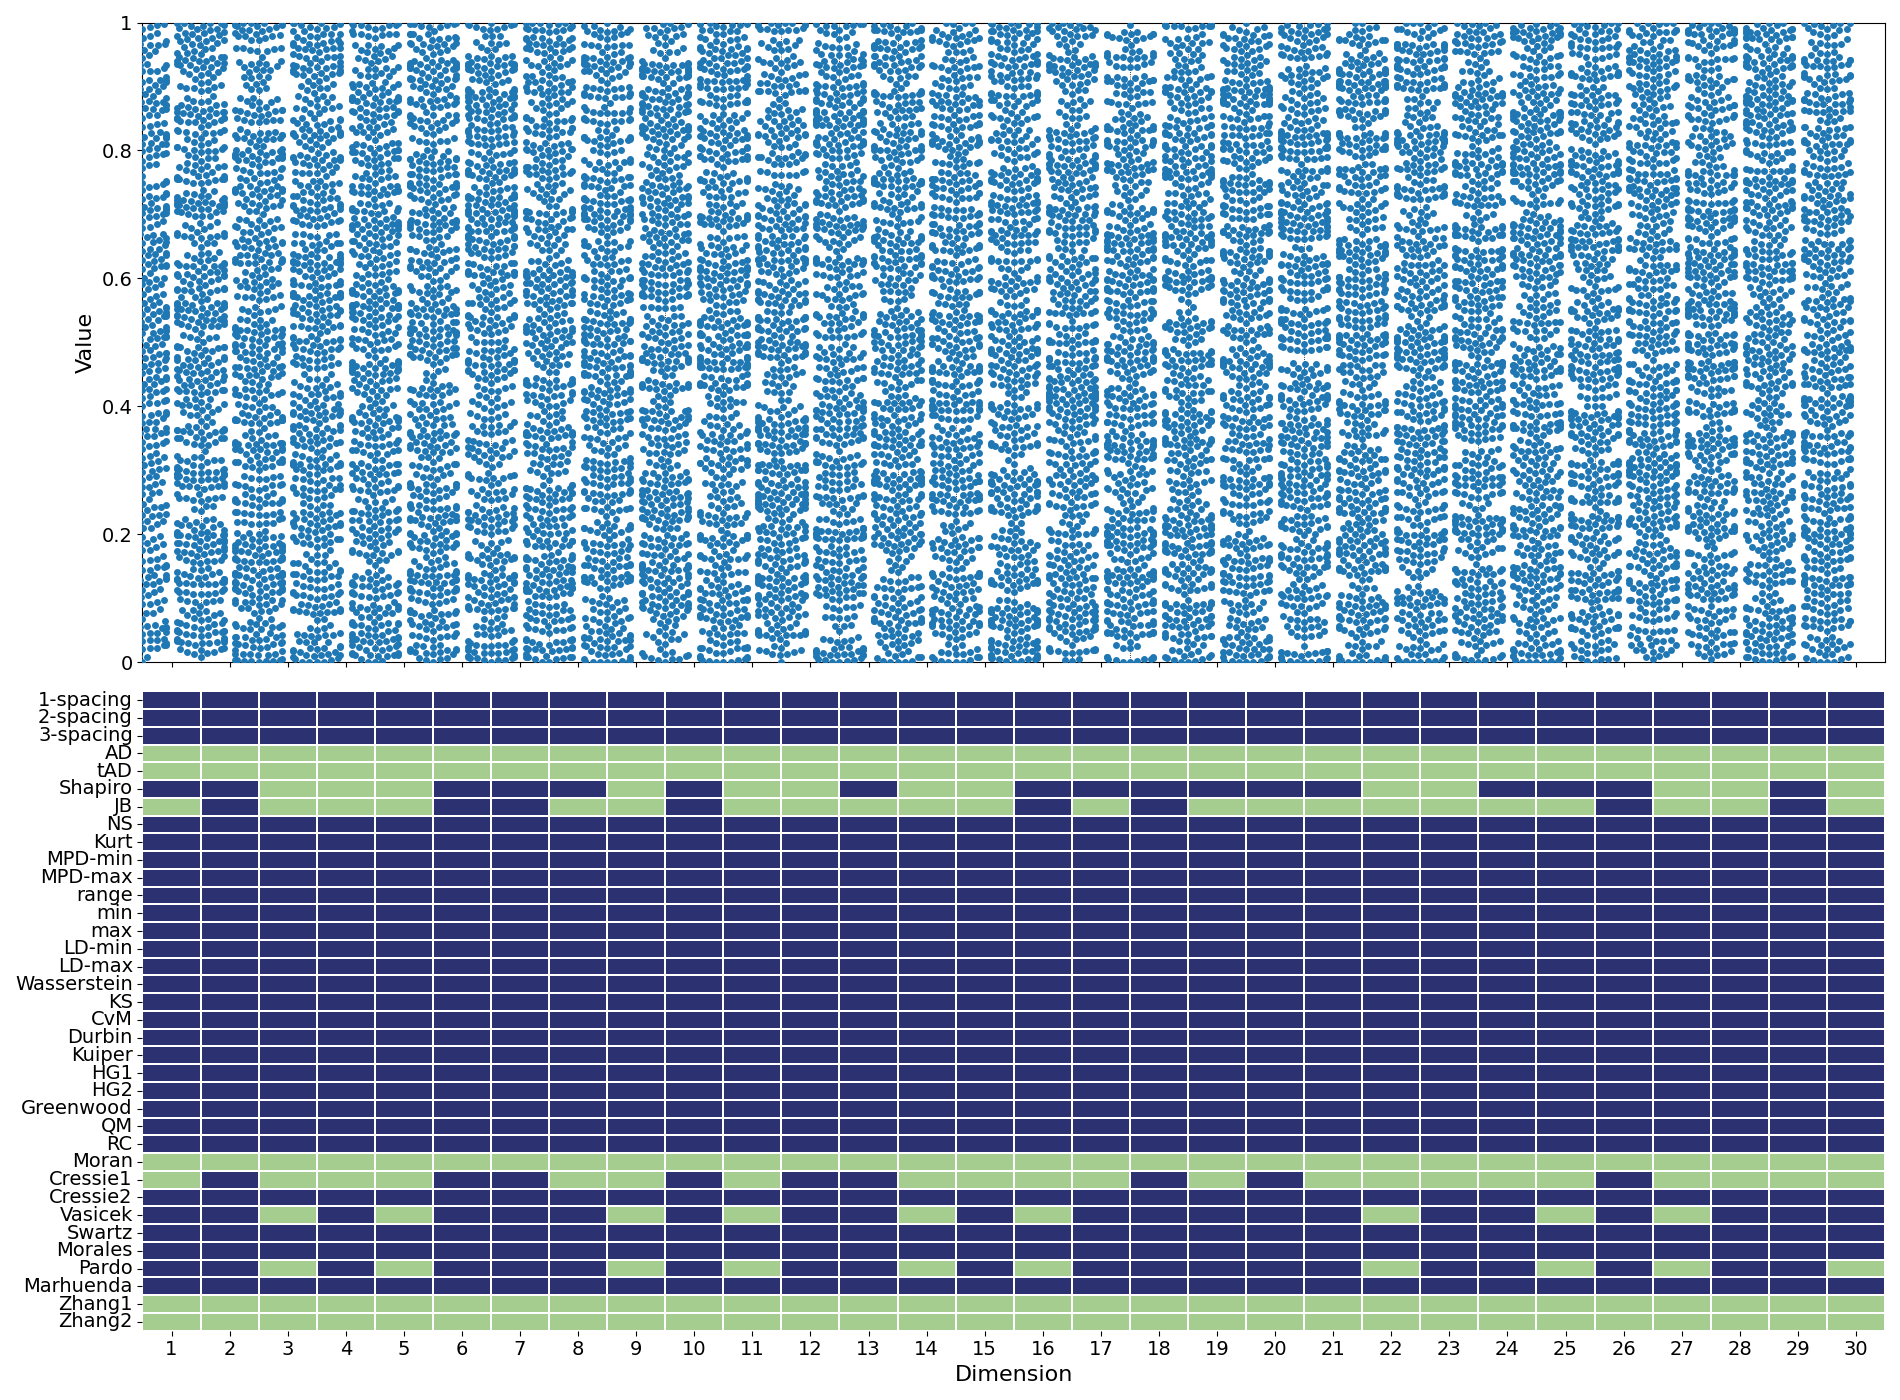 1
0.8
0.6
0.4
0.2
0
Value
1-spacing
2-spacing
3-spacing
AD
tAD
Shapiro
JB
NS
Kurt
MPD-min
MPD-max
range
min
max
LD-min
LD-max
Wasserstein
KS
CvM
Durbin
Kuiper
HG1
HG2
Greenwood
QM
RC
Moran
Cressie1
Cressie2
Vasicek
Swartz
Morales
Pardo
Marhuenda
Zhang1
Zhang2
1 2 3 4 5 6 7 8 9 10 11 12 13 14 15 16 17 18 19 20 21 22 23 24 25 26 27 28 29 30
Dimension